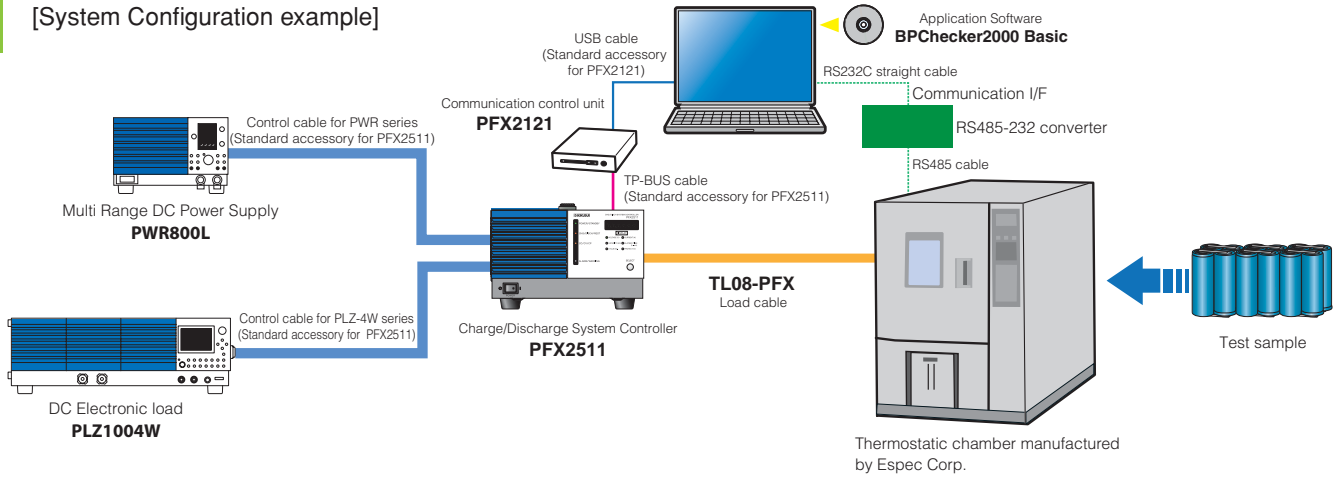 [System Configuration example]
Application Software
BPChecker2000 Basic
USB cable
(Standard accessory
for PFX2121)
RS232C straight cable
Communication I/F
RS485-232 converter
RS485 cable
Communication control unit
PFX2121
Control cable for PWR series
(Standard accessory for PFX2511)
TP-BUS cable
(Standard accessory for PFX2511)
Multi Range DC Power Supply
PWR800L
TL08-PFX
Load cable
Control cable for PLZ-4W series
(Standard accessory for PFX2511)
Charge/Discharge System Controller
PFX2511
Test sample
DC Electronic load
PLZ1004W
Thermostatic chamber manufactured
by Espec Corp.